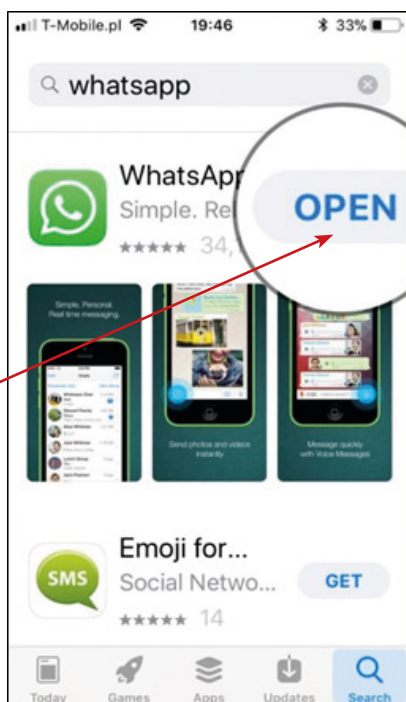 T-Mobile.pl 19:46 33%
whatsapp
WhatsApp
Simple. Re
OPEN
34,
Simple, Personal.
Real time messaging.
Send photos and videos
instantly
Message quickly
with Voice Messages
Emoji for...
SMS
Social Netwo...
GET
14
Today Games Apps Updates Search